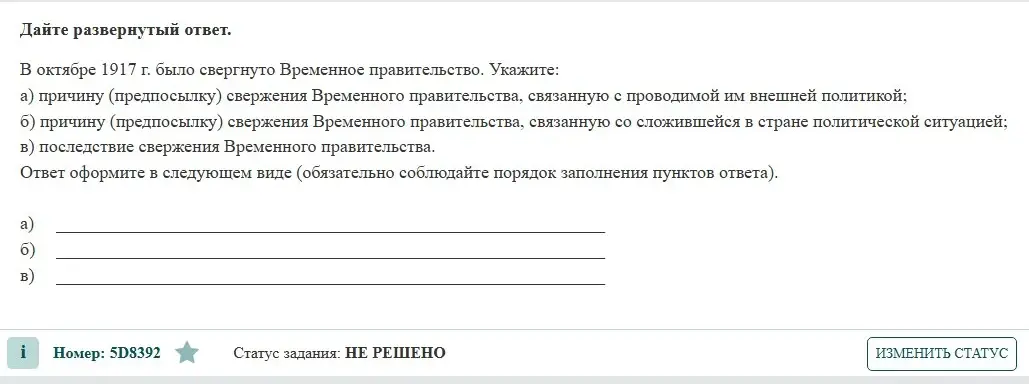 Дайте развернутый ответ.
В октябре 1917 г. было свергнуто Временное правительство. Укажите:
а) причину (предпосылку) свержения Временного правительства, связанную с проводимой им внешней политикой;
б) причину (предпосылку) свержения Временного правительства, связанную со сложившейся в стране политической ситуацией;
в) последствие свержения Временного правительства.
Ответ оформите в следующем виде (обязательно соблюдайте порядок заполнения пунктов ответа).
а)
б)
в)
i Номер: 5D8392 Статус задания: НЕ РЕШЕНО ИЗМЕНИТЬ СТАТУС